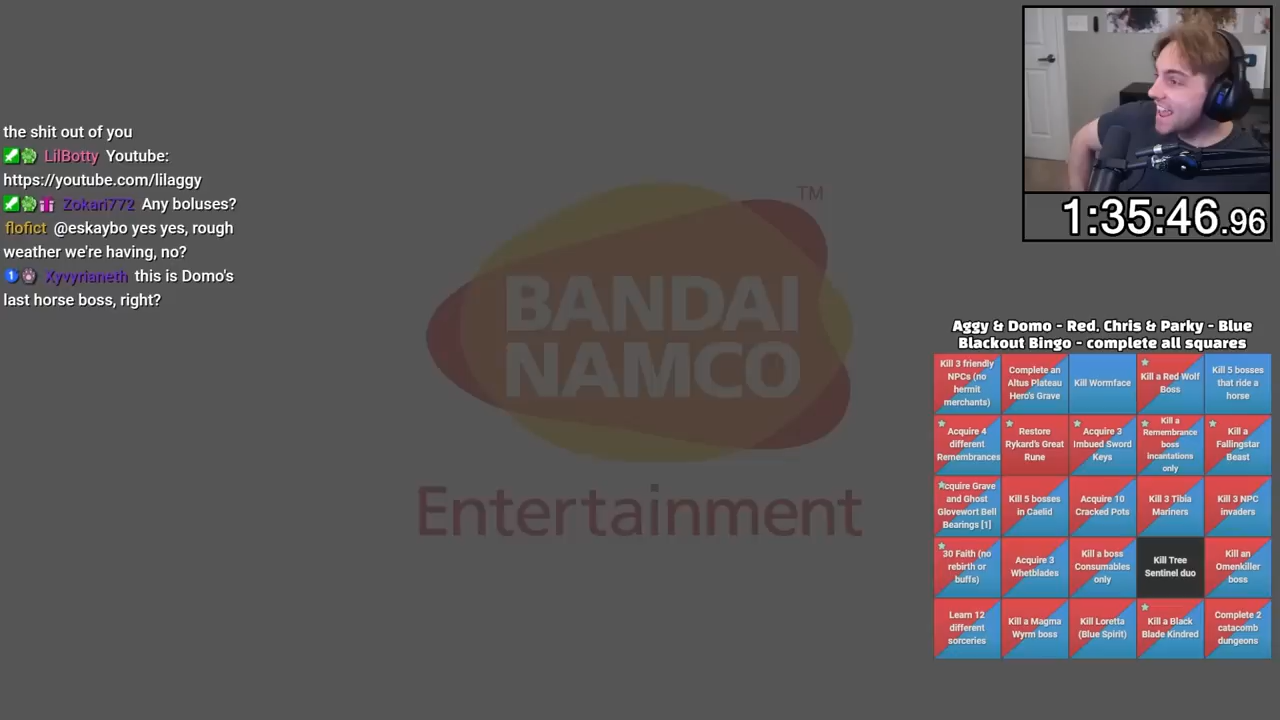 the shit out of you
LilBotty Youtube:
https://youtube.com/lilaggy
Zokari772 Any boluses?
flofict @eskaybo yes yes, rough
weather we're having, no?
1 Xyvyrianeth this is Domo's
last horse boss, right?
TM
BANDAI
NAMCO
Entertainment
1:35:46.96
Aggy & Domo - Red, Chris & Parky - Blue
Blackout Bingo - complete all squares
Kill 3 friendly
NPCs (no
hermit
merchants)
Complete an
Altus Plateau
Hero's Grave
Kill Wormface
Kill a Red Wolf
Boss
Kill 5 bosses
that ride a
horse
Acquire 4
different
Remembrances
Restore
Rykard's Great
Rune
Acquire 3
Imbued Sword
Keys
Kill a
Remembrance
boss
incantations
only
Kill a
Fallingstar
Beast
Acquire Grave
and Ghost
Glovewort Bell
Bearings [1]
Kill 5 bosses
in Caelid
Acquire 10
Cracked Pots
Kill 3 Tibia
Mariners
Kill 3 NPC
invaders
30 Faith (no
rebirth or
buffs)
Acquire 3
Whetblades
Kill a boss
Consumables
only
Kill Tree
Sentinel duo
Kill an
Omenkiller
boss
Learn 12
different
sorceries
Kill a Magma
Wyrm boss
Kill Loretta
(Blue Spirit)
Kill a Black
Blade Kindred
Complete 2
catacomb
dungeons